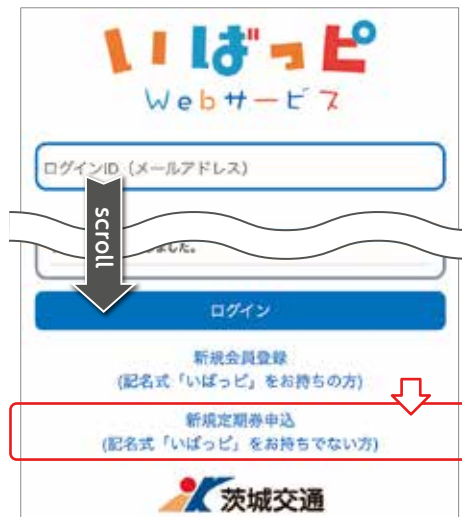 いばっピ
Webサービス
ログインID（メールアドレス）
scroll
ました。
ログイン
新規会員登録
(記名式「いばっピ」をお持ちの方)
新規定期券申込
(記名式「いばっピ」をお持ちでない方)
茨城交通